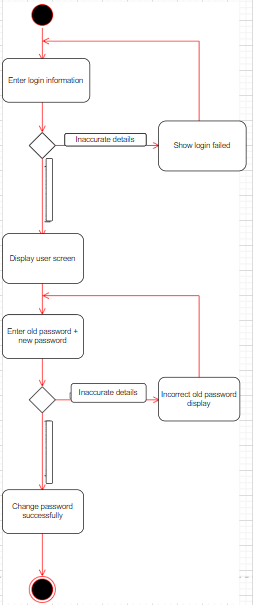 Enter login information
Inaccurate details
Show login failed
Display user screen
Enter old password +
new password
Inaccurate details
Incorrect old password
display
Change password
successfully